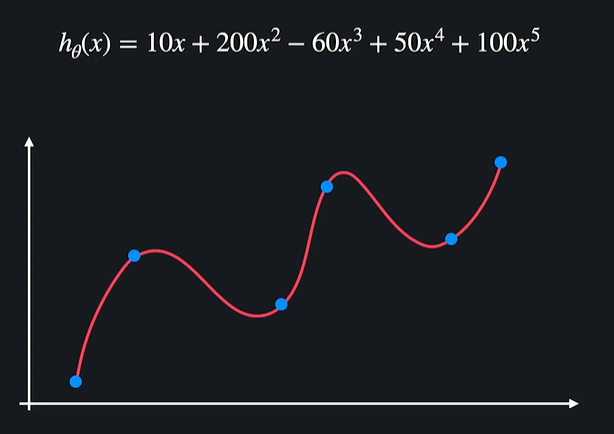 hθ(x) = 10x + 200x² − 60x³ + 50x⁴ + 100x⁵